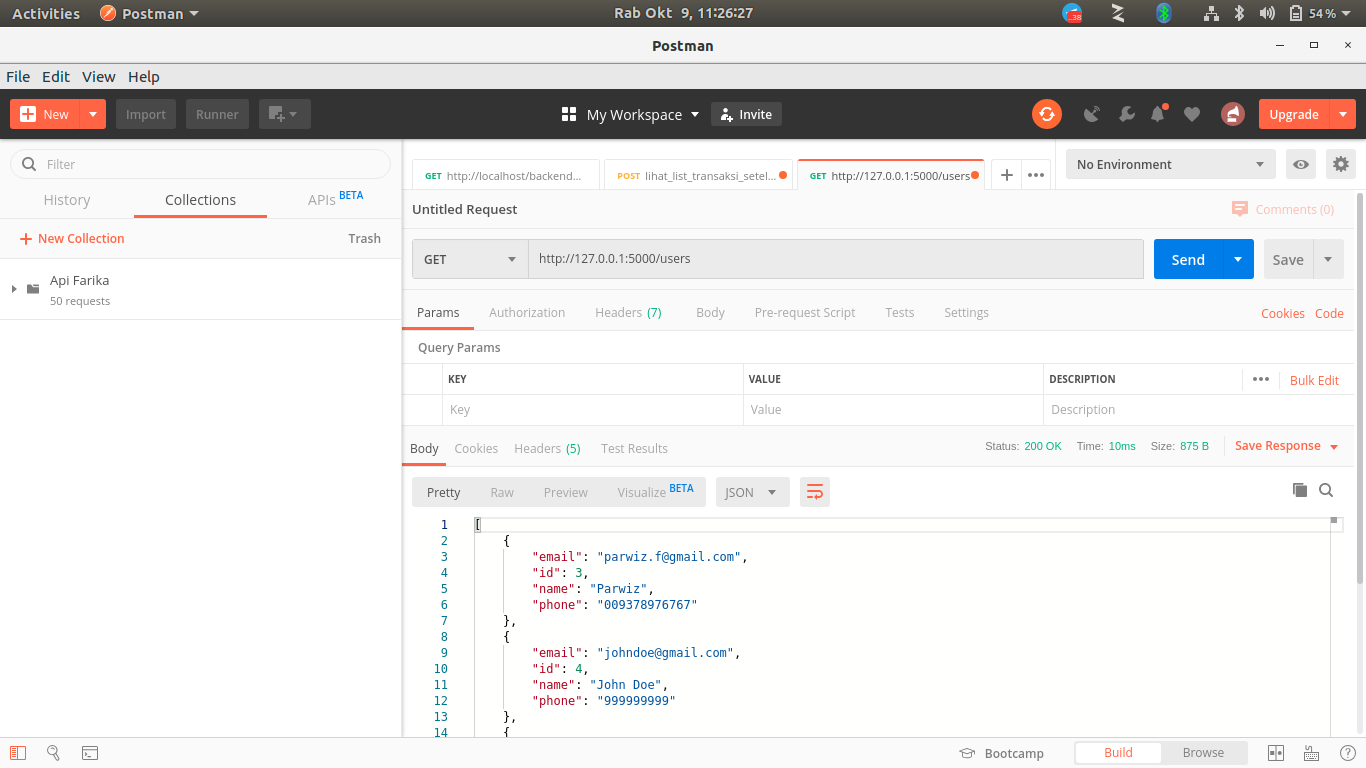 Activities Postman Rab Okt 9, 11:26:27 38 54 %
Postman
File Edit View Help
New Import Runner My Workspace Invite Upgrade
Filter
History Collections APIs BETA
New Collection Trash
Api Farika
50 requests
GET http://localhost/backend... POST lihat_list_transaksi_setel... GET http://127.0.0.1:5000/users No Environment
Untitled Request Comments (0)
GET http://127.0.0.1:5000/users Send Save
Params Authorization Headers (7) Body Pre-request Script Tests Settings Cookies Code
Query Params
KEY VALUE DESCRIPTION Bulk Edit
Key Value Description
Body Cookies Headers (5) Test Results Status: 200 OK Time: 10ms Size: 875 B Save Response
Pretty Raw Preview Visualize BETA JSON
1 [
2 {
3 "email": "parwiz.f@gmail.com",
4 "id": 3,
5 "name": "Parwiz",
6 "phone": "009378976767"
7 },
8 {
9 "email": "johndoe@gmail.com",
10 "id": 4,
11 "name": "John Doe",
12 "phone": "999999999"
13 },
14 {
Bootcamp Build Browse